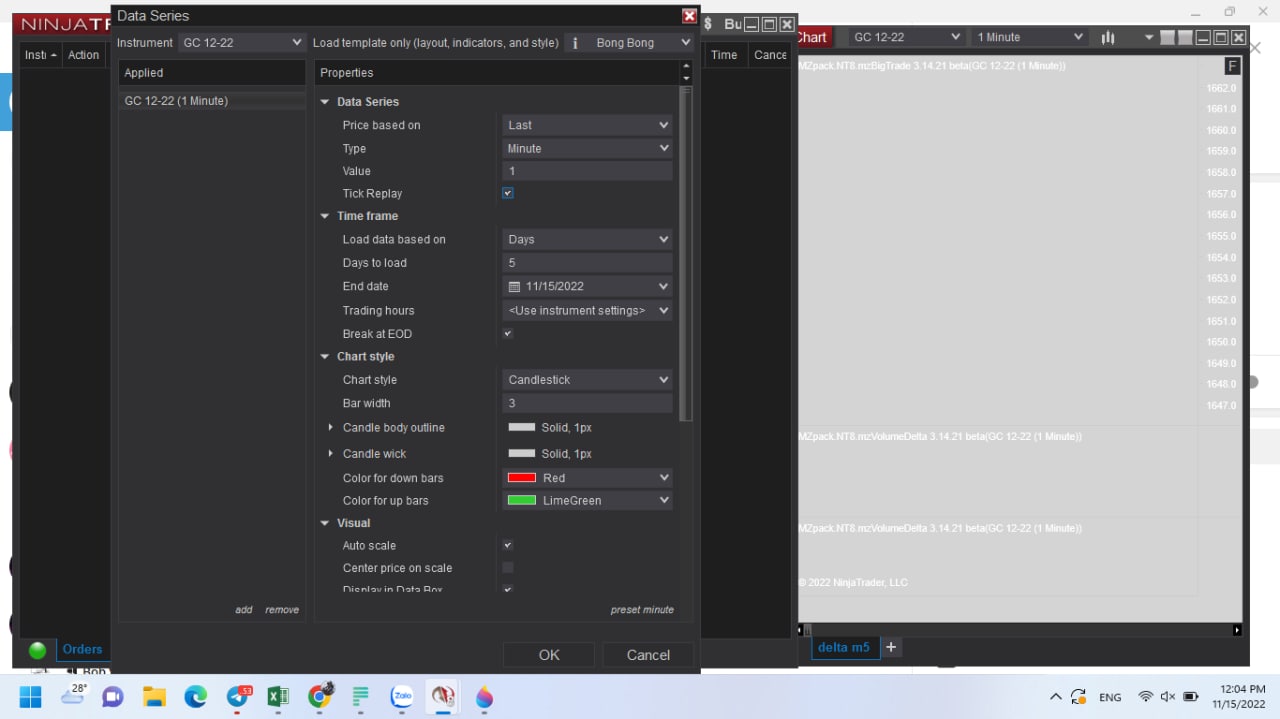 NINJATR
Data Series
$ Bu
Insti
Action
Time
Cance
Instrument
GC 12-22
Load template only (layout, indicators, and style)
i
Bong Bong
Applied
Properties
GC 12-22 (1 Minute)
Data Series
Price based on
Last
Type
Minute
Value
1
Tick Replay
Time frame
Load data based on
Days
Days to load
5
End date
11/15/2022
Trading hours
<Use instrument settings>
Break at EOD
Chart style
Chart style
Candlestick
Bar width
3
Candle body outline
Solid, 1px
Candle wick
Solid, 1px
Color for down bars
Red
Color for up bars
LimeGreen
Visual
Auto scale
Center price on scale
Display in Data Box
add
remove
preset minute
OK
Cancel
Orders
Bob
Chart
GC 12-22
1 Minute
MZpack.NT8.mzBigTrade 3.14.21 beta(GC 12-22 (1 Minute))
F
1662.0
1661.0
1660.0
1659.0
1658.0
1657.0
1656.0
1655.0
1654.0
1653.0
1652.0
1651.0
1650.0
1649.0
1648.0
1647.0
MZpack.NT8.mzVolumeDelta 3.14.21 beta(GC 12-22 (1 Minute))
MZpack.NT8.mzVolumeDelta 3.14.21 beta(GC 12-22 (1 Minute))
© 2022 NinjaTrader, LLC
delta m5
+
28°
53
Zalo
ENG
12:04 PM
11/15/2022